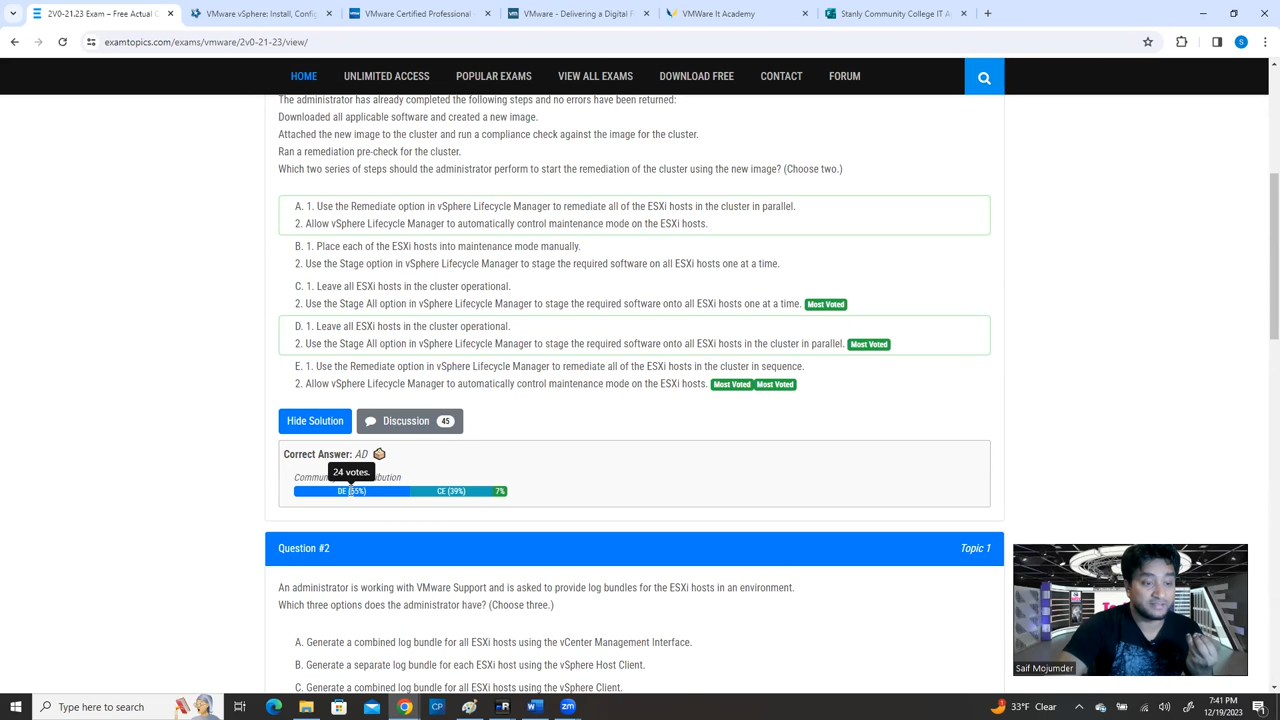 2V0-21.23 Exam – Free Actual C
VMware vSphere: Install, Config
VMware Certified Professional
VMware - Delivering a Digital F
VMware It Academy
Stanly Community College IT A
examtopics.com/exams/vmware/2v0-21-23/view/
HOME UNLIMITED ACCESS POPULAR EXAMS VIEW ALL EXAMS DOWNLOAD FREE CONTACT FORUM
The administrator has already completed the following steps and no errors have been returned:
Downloaded all applicable software and created a new image.
Attached the new image to the cluster and run a compliance check against the image for the cluster.
Ran a remediation pre-check for the cluster.
Which two series of steps should the administrator perform to start the remediation of the cluster using the new image? (Choose two.)
A. 1. Use the Remediate option in vSphere Lifecycle Manager to remediate all of the ESXi hosts in the cluster in parallel.
2. Allow vSphere Lifecycle Manager to automatically control maintenance mode on the ESXi hosts.
B. 1. Place each of the ESXi hosts into maintenance mode manually.
2. Use the Stage option in vSphere Lifecycle Manager to stage the required software on all ESXi hosts one at a time.
C. 1. Leave all ESXi hosts in the cluster operational.
2. Use the Stage All option in vSphere Lifecycle Manager to stage the required software onto all ESXi hosts one at a time. Most Voted
D. 1. Leave all ESXi hosts in the cluster operational.
2. Use the Stage All option in vSphere Lifecycle Manager to stage the required software onto all ESXi hosts in the cluster in parallel. Most Voted
E. 1. Use the Remediate option in vSphere Lifecycle Manager to remediate all of the ESXi hosts in the cluster in sequence.
2. Allow vSphere Lifecycle Manager to automatically control maintenance mode on the ESXi hosts. Most Voted Most Voted
Hide Solution Discussion 45
Correct Answer: AD
24 votes.
DE (55%) CE (39%) 7%
Question #2 Topic 1
An administrator is working with VMware Support and is asked to provide log bundles for the ESXi hosts in an environment.
Which three options does the administrator have? (Choose three.)
A. Generate a combined log bundle for all ESXi hosts using the vCenter Management Interface.
B. Generate a separate log bundle for each ESXi host using the vSphere Host Client.
C. Generate a combined log bundle for all ESXi hosts using the vSphere Client.
Saif Mojumder
Type here to search
33°F Clear
7:41 PM
12/19/2023